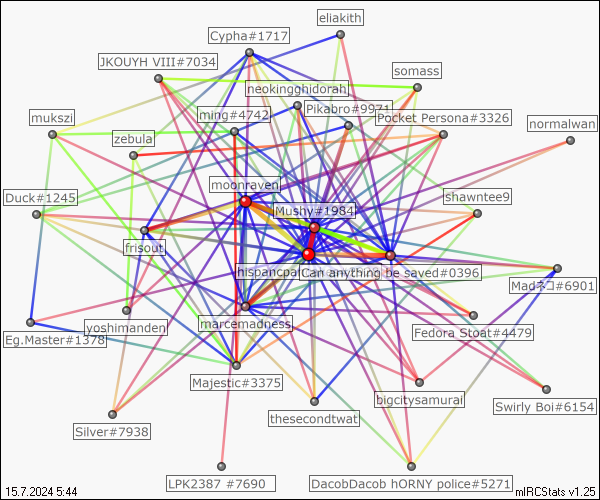 eliakith
Cypha#1717
JKOUYH VIII#7034
somass
neokingghidorah
Pikabro#9971
mukszi
ming#4742
Pocket Persona#3326
normalwan
zebula
moonraven
Duck#1245
Mushy#1984
shawntee9
frisout
hispancpa
Can anything be saved#0396
Madネコ#6901
yoshimanden
marcemadness
Eg.Master#1378
Fedora Stoat#4479
Majestic#3375
bigcitysamurai
Swirly Boi#6154
thesecondtwat
Silver#7938
LPK2387 #7690
DacobDacob hORNY police#5271
15.7.2024 5:44
mIRCStats v1.25